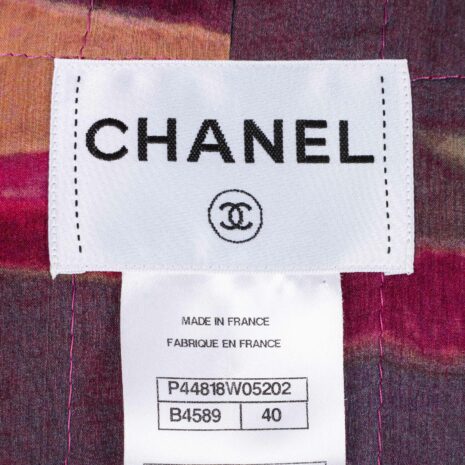 CHANEL
MADE IN FRANCE
FABRIQUE EN FRANCE
P44818W05202
B4589 40